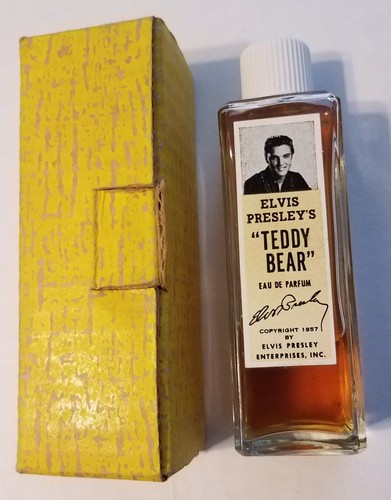 ELVIS
PRESLEY'S
"TEDDY
BEAR"
EAU DE PARFUM
Elvis Presley
COPYRIGHT 1957
BY
ELVIS PRESLEY
ENTERPRISES, INC.